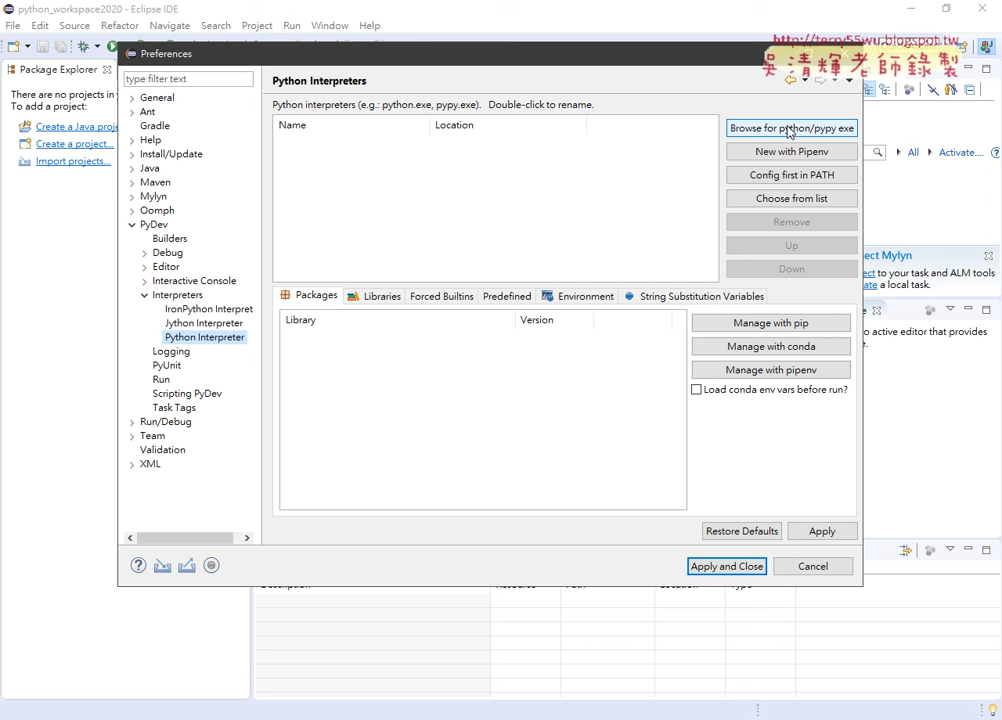 python_workspace2020 - Eclipse IDE
File Edit Source Refactor Navigate Search Project Run Window Help
http://terry55wu.blogspot.tw
吳清輝老師錄製
Package Explorer
There are no projects in
To add a project:
Create a Java proje
Create a project...
Import projects...
Preferences
type filter text
General
Ant
Gradle
Help
Install/Update
Java
Maven
Mylyn
Oomph
PyDev
Builders
Debug
Editor
Interactive Console
Interpreters
IronPython Interpret
Jython Interpreter
Python Interpreter
Logging
PyUnit
Run
Scripting PyDev
Task Tags
Run/Debug
Team
Validation
XML
Python Interpreters
Python interpreters (e.g.: python.exe, pypy.exe). Double-click to rename.
Name Location
Browse for python/pypy exe
New with Pipenv
Config first in PATH
Choose from list
Remove
Up
Down
Packages Libraries Forced Builtins Predefined Environment String Substitution Variables
Library Version
Manage with pip
Manage with conda
Manage with pipenv
Load conda env vars before run?
Restore Defaults Apply
Apply and Close Cancel
All Activate...
ect Mylyn
ect to your task and ALM tools
ate a local task.
o active editor that provides
e.